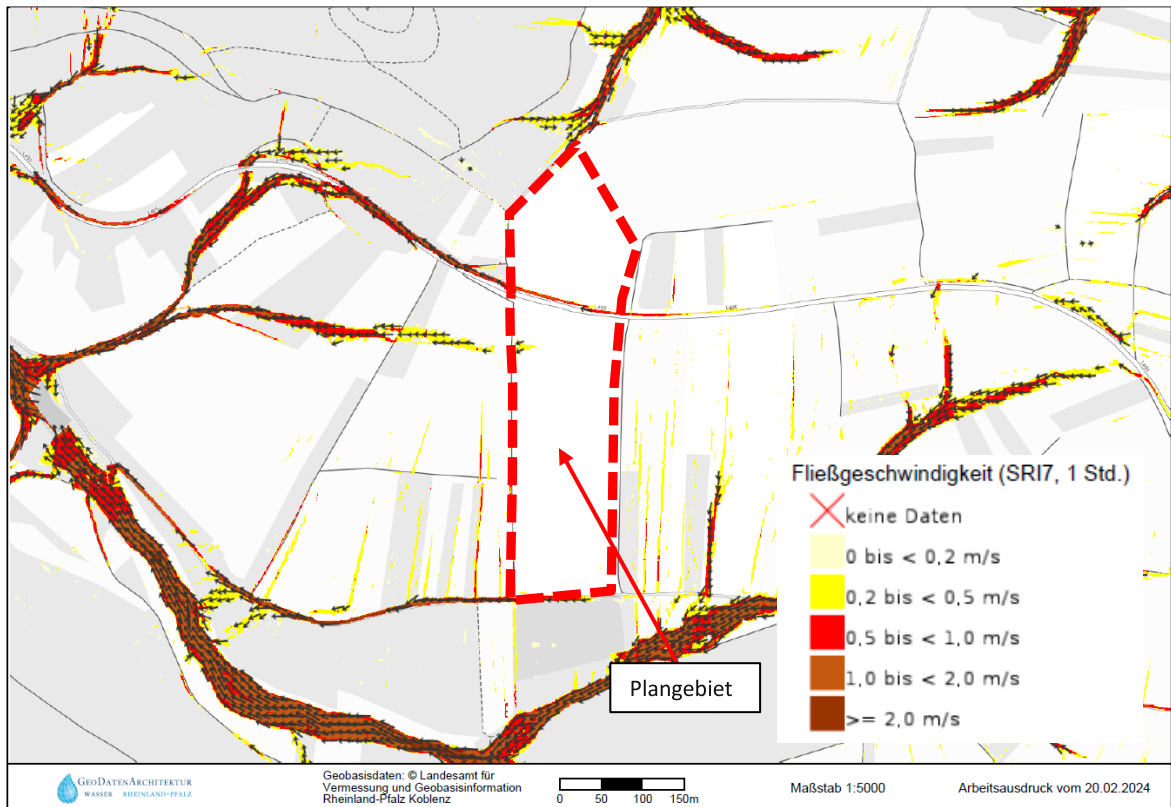 Fließgeschwindigkeit (SRI7, 1 Std.)
keine Daten
0 bis < 0,2 m/s
0,2 bis < 0,5 m/s
0,5 bis < 1,0 m/s
1,0 bis < 2,0 m/s
>= 2,0 m/s
Plangebiet
GEODATENARCHITEKTUR
WASSER RHEINLAND-PFALZ
Geobasisdaten: © Landesamt für
Vermessung und Geobasisinformation
Rheinland-Pfalz Koblenz
0 50 100 150m
Maßstab 1:5000
Arbeitsausdruck vom 20.02.2024